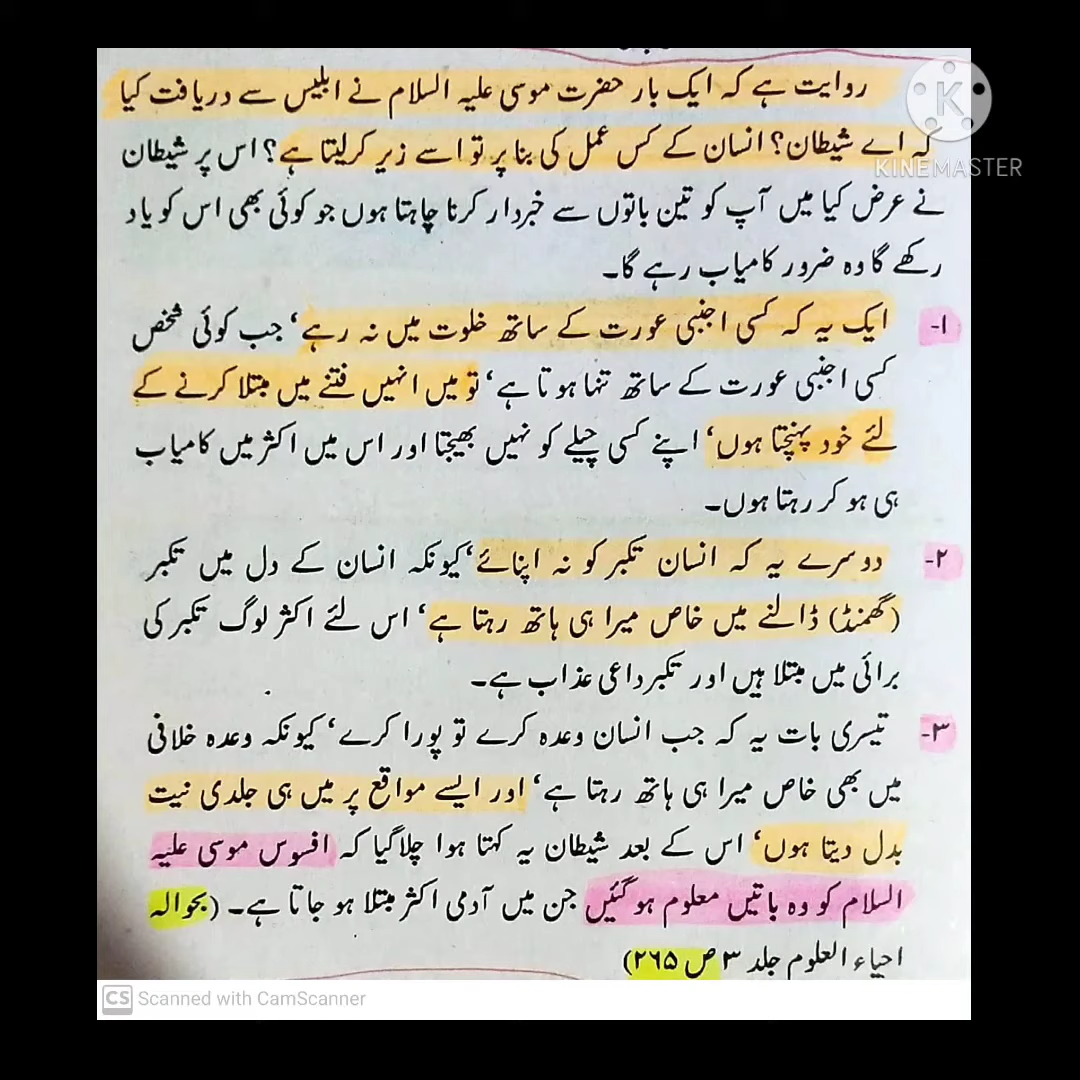 روایت ہے کہ ایک بار حضرت موسی علیہ السلام نے ابلیس سے دریافت کیا
کہ اے شیطان؟ انسان کے کس عمل کی بنا پر تو اسے زیر کرلیتا ہے؟ اس پر شیطان
نے عرض کیا میں آپ کو تین باتوں سے خبردار کرنا چاہتا ہوں جو کوئی بھی اس کو یاد
رکھے گا وہ ضرور کامیاب رہے گا۔
۱- ایک یہ کہ کسی اجنبی عورت کے ساتھ خلوت میں نہ رہے‘ جب کوئی شخص
کسی اجنبی عورت کے ساتھ تنہا ہوتا ہے‘ تو میں انہیں فتنے میں مبتلا کرنے کے
لئے خود پہنچتا ہوں‘ اپنے کسی چیلے کو نہیں بھیجتا اور اس میں اکثر میں کامیاب
ہی ہو کر رہتا ہوں۔
۲- دوسرے یہ کہ انسان تکبر کو نہ اپنائے‘ کیونکہ انسان کے دل میں تکبر
(گھمنڈ) ڈالنے میں خاص میرا ہی ہاتھ رہتا ہے‘ اس لئے اکثر لوگ تکبر کی
برائی میں مبتلا ہیں اور تکبر داعی عذاب ہے۔
۳- تیسری بات یہ کہ جب انسان وعدہ کرے تو پورا کرے‘ کیونکہ وعدہ خلافی
میں بھی خاص میرا ہی ہاتھ رہتا ہے‘ اور ایسے مواقع پر میں ہی جلدی نیت
بدل دیتا ہوں‘ اس کے بعد شیطان یہ کہتا ہوا چلاگیا کہ افسوس موسی علیہ
السلام کو وہ باتیں معلوم ہوگئیں جن میں آدمی اکثر مبتلا ہو جاتا ہے۔ (بحوالہ
احیاء العلوم جلد ۳ ص ۲۶۵)
K
KINEMASTER
CS Scanned with CamScanner